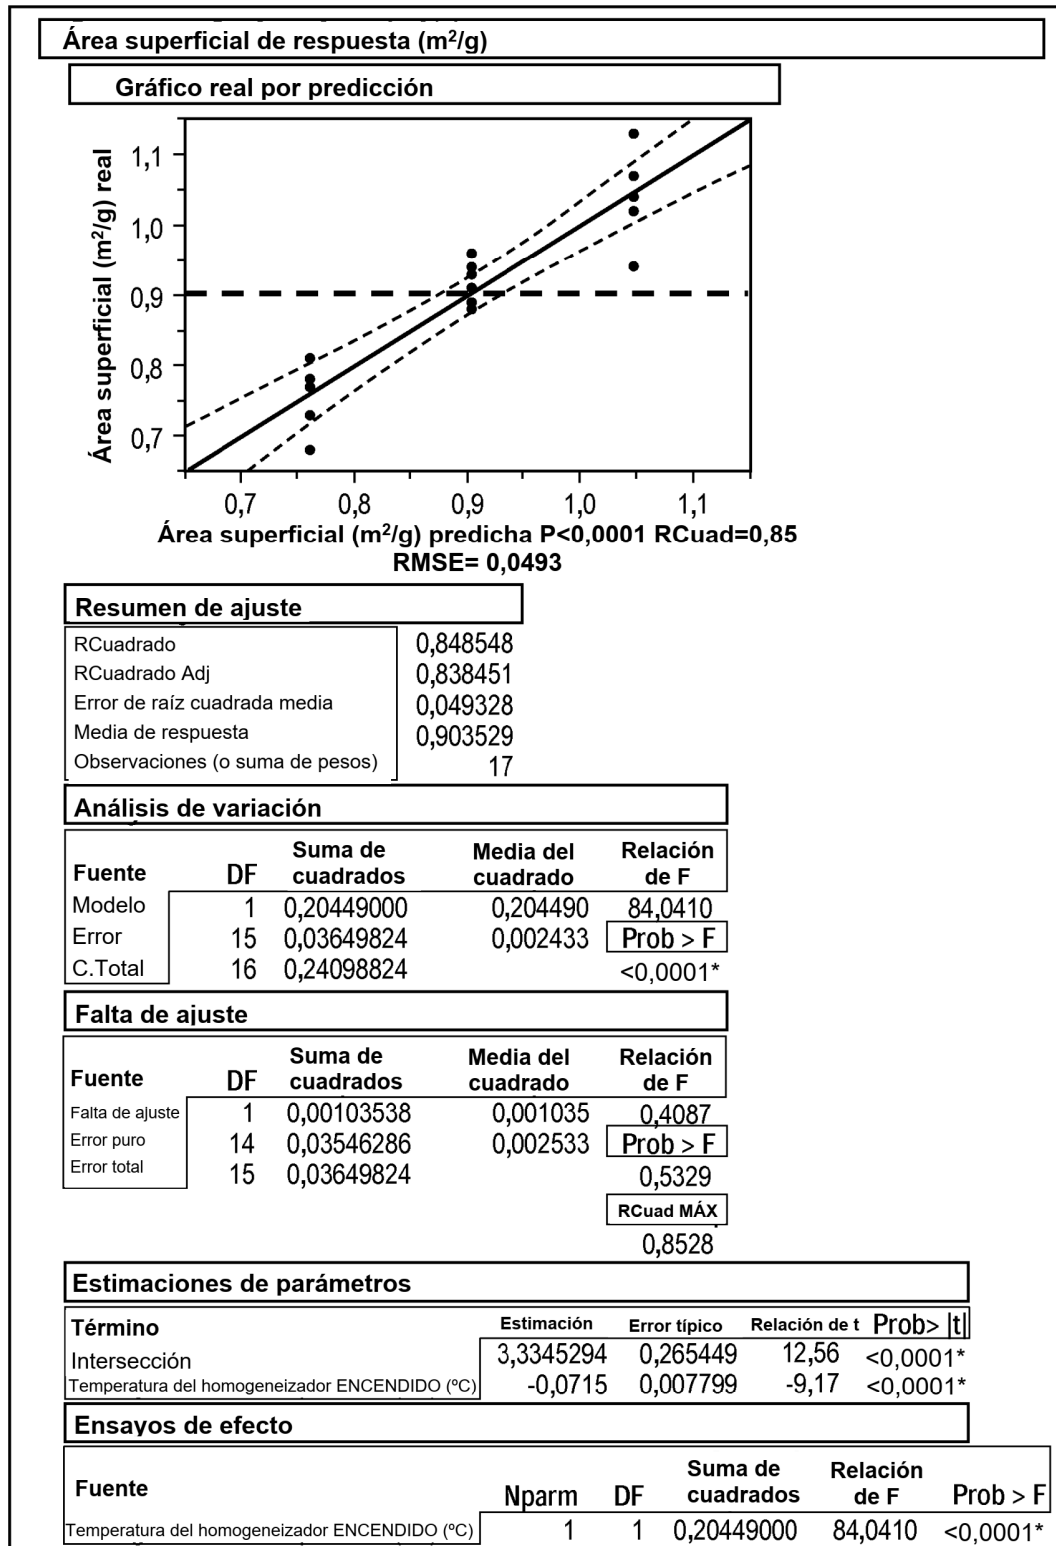 Área superficial de respuesta (m²/g)
Gráfico real por predicción
Área superficial (m²/g) real
1,1
1,0
0,9
0,8
0,7
0,7 0,8 0,9 1,0 1,1
Área superficial (m²/g) predicha P<0,0001 RCuad=0,85
RMSE= 0,0493
Resumen de ajuste
RCuadrado 0,848548
RCuadrado Adj 0,838451
Error de raíz cuadrada media 0,049328
Media de respuesta 0,903529
Observaciones (o suma de pesos) 17
Análisis de variación
Fuente DF Suma de cuadrados Media del cuadrado Relación de F
Modelo 1 0,20449000 0,204490 84,0410
Error 15 0,03649824 0,002433 Prob > F
C.Total 16 0,24098824 <0,0001*
Falta de ajuste
Fuente DF Suma de cuadrados Media del cuadrado Relación de F
Falta de ajuste 1 0,00103538 0,001035 0,4087
Error puro 14 0,03546286 0,002533 Prob > F
Error total 15 0,03649824 0,5329
RCuad MÁX
0,8528
Estimaciones de parámetros
Término Estimación Error típico Relación de t Prob> |t|
Intersección 3,3345294 0,265449 12,56 <0,0001*
Temperatura del homogeneizador ENCENDIDO (ºC) -0,0715 0,007799 -9,17 <0,0001*
Ensayos de efecto
Fuente Nparm DF Suma de cuadrados Relación de F Prob > F
Temperatura del homogeneizador ENCENDIDO (ºC) 1 1 0,20449000 84,0410 <0,0001*